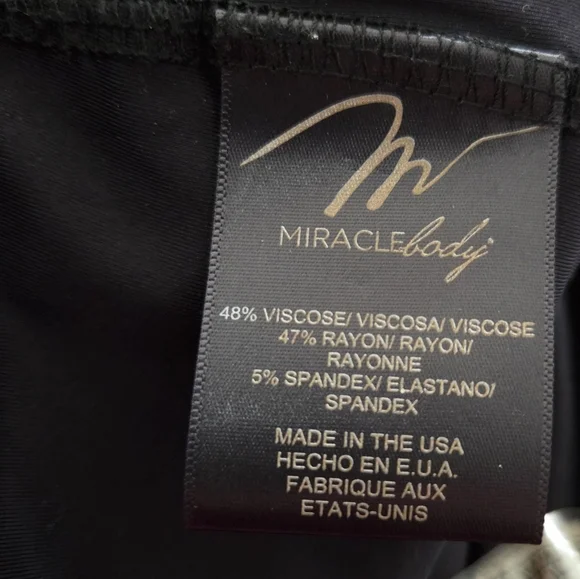 MIRACLEbody
48% VISCOSE/ VISCOSA/ VISCOSE
47% RAYON/ RAYON/
RAYONNE
5% SPANDEX/ ELASTANO/
SPANDEX
MADE IN THE USA
HECHO EN E.U.A.
FABRIQUE AUX
ETATS-UNIS